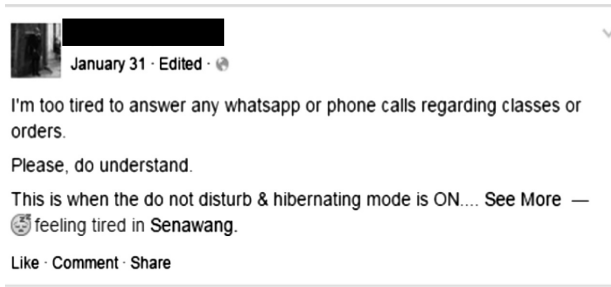 January 31 · Edited ·
I'm too tired to answer any whatsapp or phone calls regarding classes or
orders.
Please, do understand.
This is when the do not disturb & hibernating mode is ON.... See More —
feeling tired in Senawang.
Like · Comment · Share